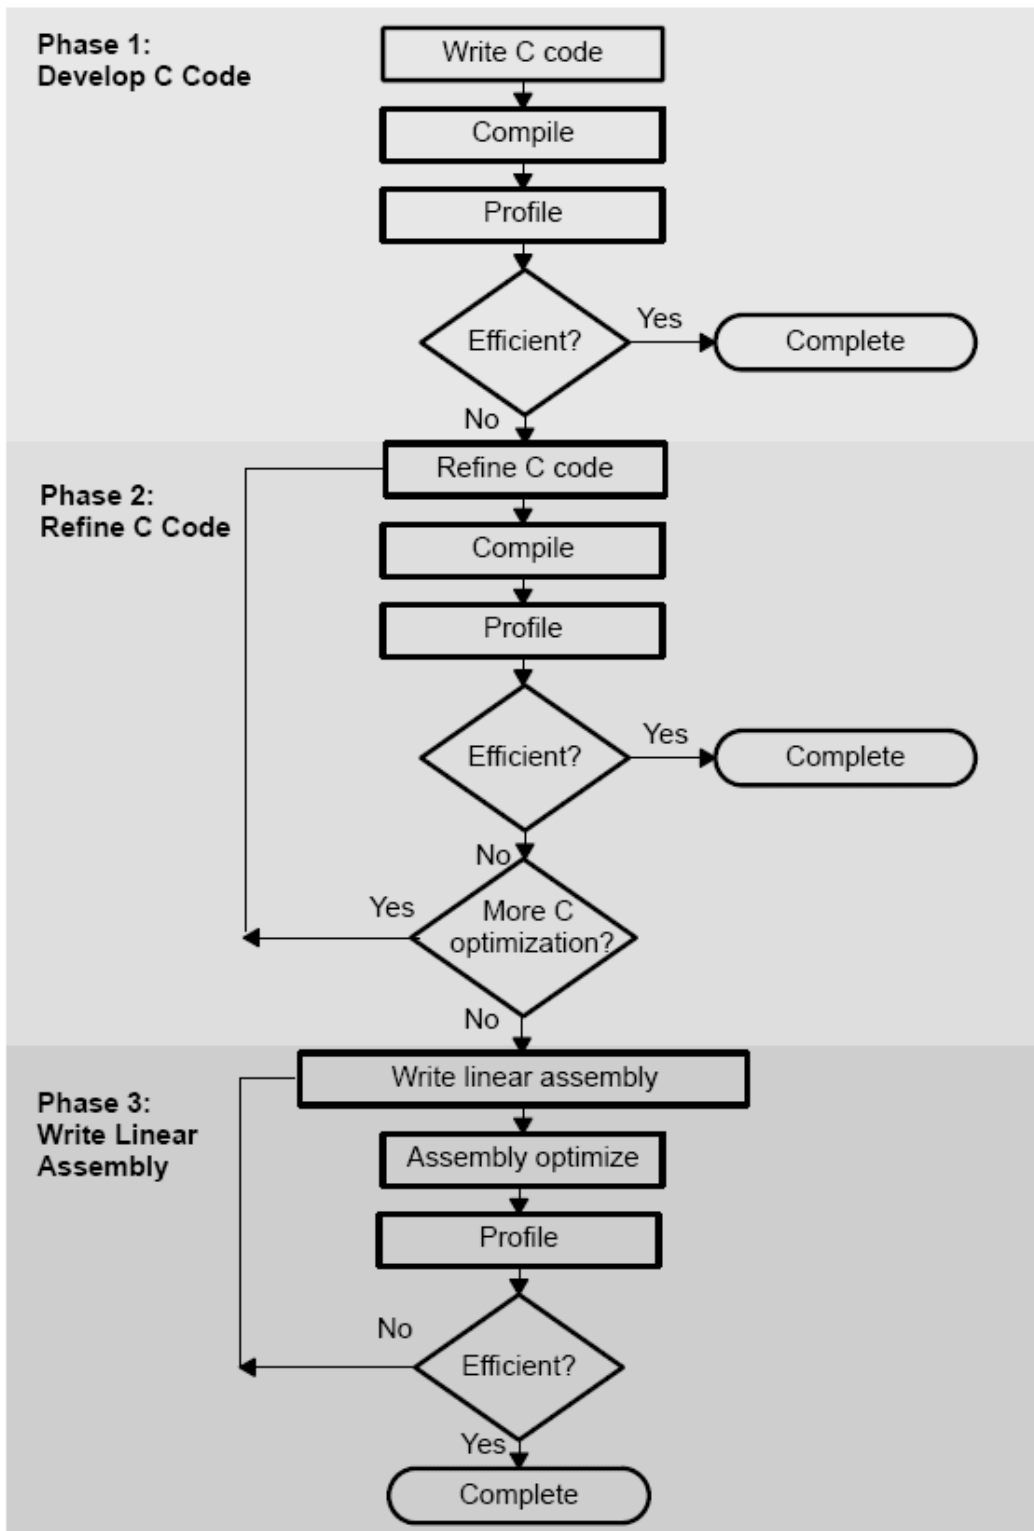 Phase 1:
Develop C Code
Write C code
Compile
Profile
Efficient?
Yes
Complete
No
Phase 2:
Refine C Code
Refine C code
Compile
Profile
Efficient?
Yes
Complete
No
More C
optimization?
Yes
No
Phase 3:
Write Linear
Assembly
Write linear assembly
Assembly optimize
Profile
Efficient?
No
Yes
Complete